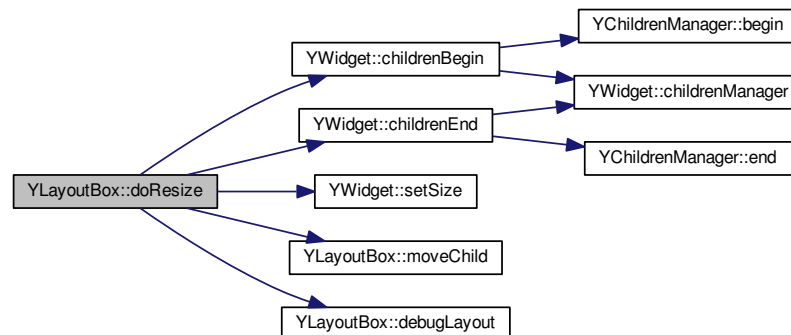 YChildrenManager::begin
YWidget::childrenBegin
YWidget::childrenManager
YWidget::childrenEnd
YChildrenManager::end
YLayoutBox::doResize
YWidget::setSize
YLayoutBox::moveChild
YLayoutBox::debugLayout